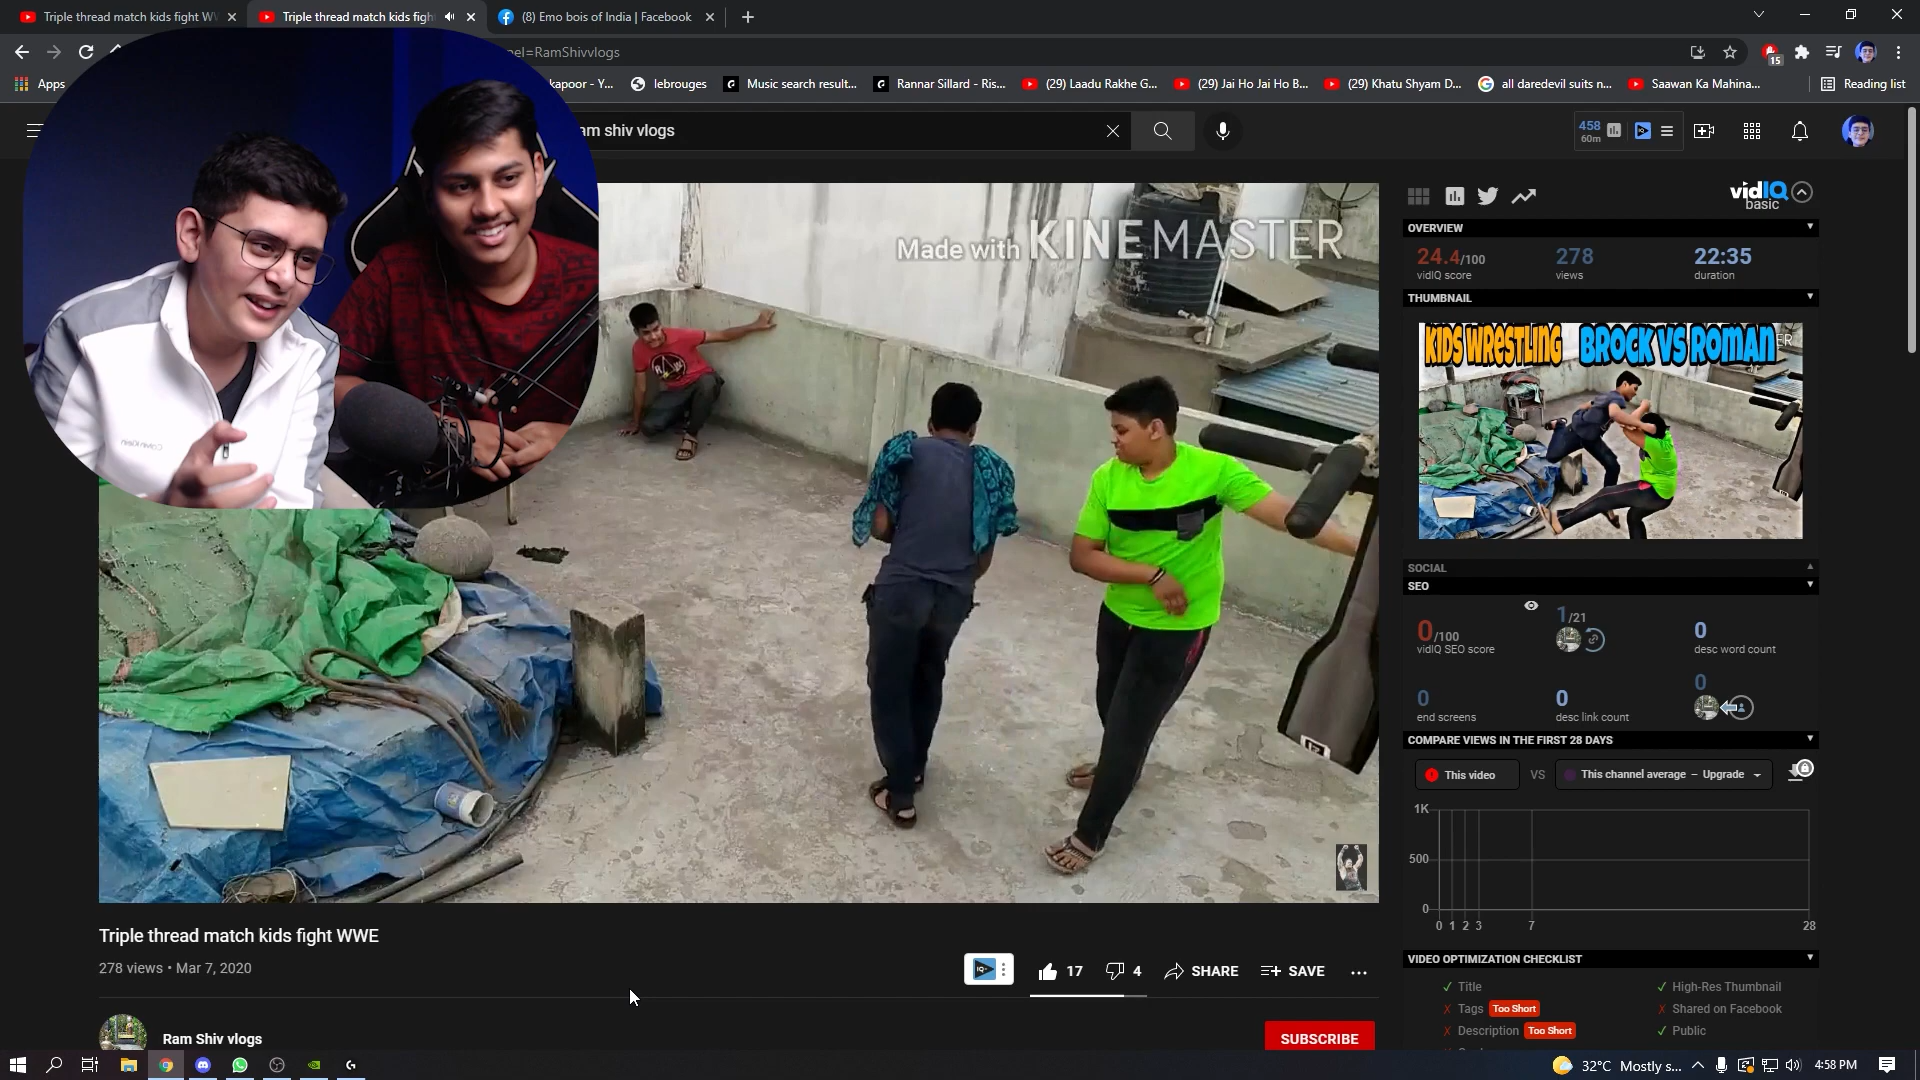 Triple thread match kids fight W
Triple thread match kids figh
(8) Emo bois of India | Facebook
nel=RamShivvlogs
15
Apps
kapoor - Y...
lebrouges
Music search result...
Rannar Sillard - Ris...
(29) Laadu Rakhe G...
(29) Jai Ho Jai Ho B...
(29) Khatu Shyam D...
all daredevil suits n...
Saawan Ka Mahina...
Reading list
am shiv vlogs
458
60m
Made with KINEMASTER
vidIQ
basic
OVERVIEW
24.4/100
vidIQ score
278
views
22:35
duration
THUMBNAIL
KIDS WRESTLING BROCK VS ROMAN
ER
SOCIAL
SEO
0/100
vidIQ SEO score
1/21
0
desc word count
0
end screens
0
desc link count
0
COMPARE VIEWS IN THE FIRST 28 DAYS
This video
VS
This channel average – Upgrade
1K
500
0
0 1 2 3 7 28
Calvin Klein
Triple thread match kids fight WWE
278 views • Mar 7, 2020
17
4
SHARE
SAVE
VIDEO OPTIMIZATION CHECKLIST
✓ Title
✓ High-Res Thumbnail
✗ Tags Too Short
✗ Shared on Facebook
✗ Description Too Short
✓ Public
Ram Shiv vlogs
SUBSCRIBE
32°C Mostly s...
4:58 PM